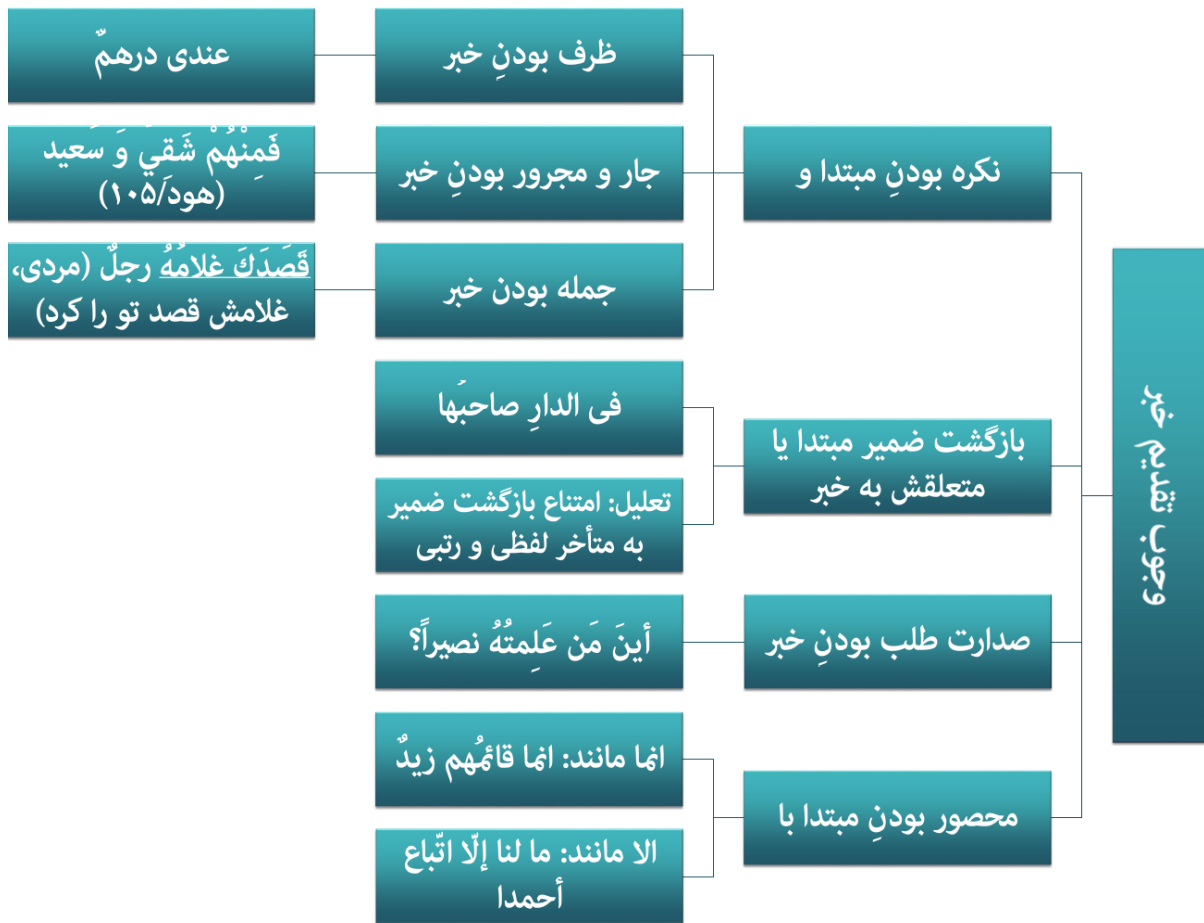 وجوب تقدیم خبر
نکره بودنِ مبتدا و
ظرف بودنِ خبر
عندی درهمٌ
جار و مجرور بودنِ خبر
فَمِنْهُمْ شَقيٌّ وَ سَعيد
(هود/۱۰۵)
جمله بودن خبر
قَصَدَكَ غلامُهُ رجلٌ (مردی،
غلامش قصد تو را کرد)
بازگشت ضمیر مبتدا یا
متعلقش به خبر
فی الدارِ صاحبُها
تعلیل: امتناع بازگشت ضمیر
به متأخر لفظی و رتبی
صدارت طلب بودنِ خبر
أینَ مَن عَلِمتُهُ نصیراً؟
محصور بودنِ مبتدا با
انما مانند: انما قائمُهم زیدٌ
الا مانند: ما لنا إلّا اتّباع
أحمدا